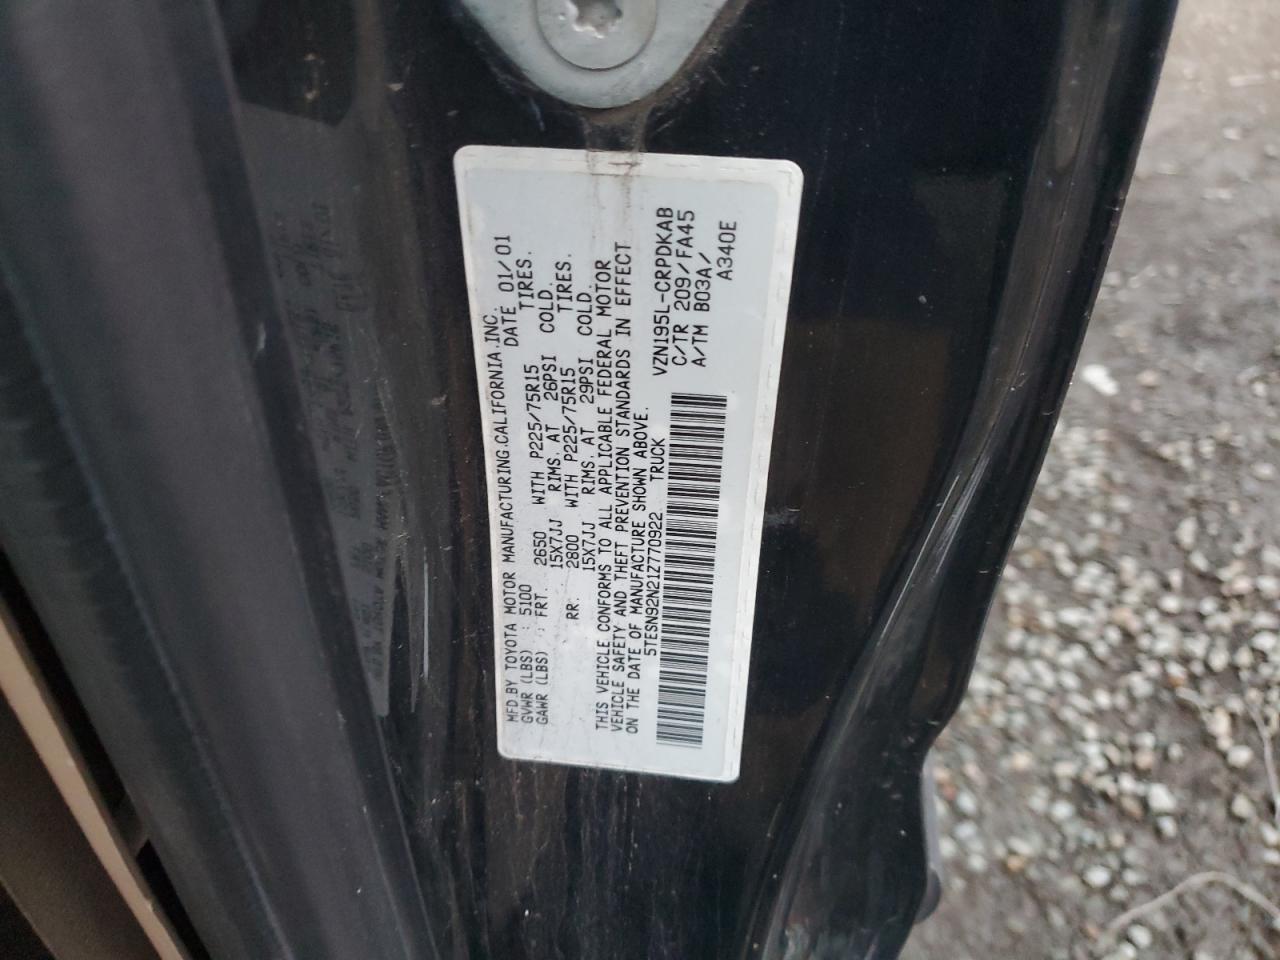 MFD.BY TOYOTA MOTOR MANUFACTURING.CALIFORNIA.INC.
GVWR (LBS) : 5100 DATE 01/01
GAWR (LBS) : FRT. 2650 WITH P225/75R15 TIRES.
15X7JJ RIMS. AT 26PSI COLD.
RR: 2800 WITH P225/75R15 TIRES.
15X7JJ RIMS. AT 29PSI COLD.
THIS VEHICLE CONFORMS TO ALL APPLICABLE FEDERAL MOTOR
VEHICLE SAFETY AND THEFT PREVENTION STANDARDS IN EFFECT
ON THE DATE OF MANUFACTURE SHOWN ABOVE.
5TESN92N21Z770922 TRUCK
VZN195L-CRPDKAB
C/TR 209/FA45
A/TM B03A/
A340E